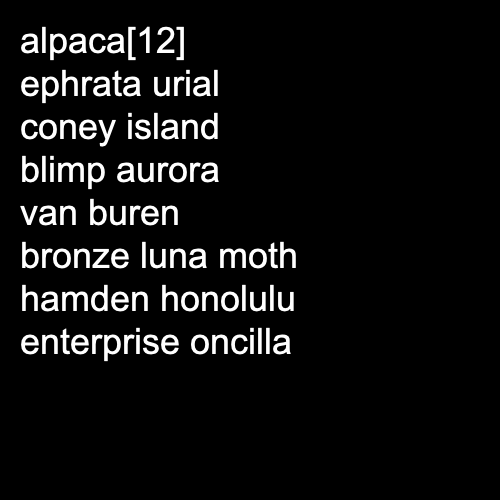 alpaca[12]
ephrata urial
coney island
blimp aurora
van buren
bronze luna moth
hamden honolulu
enterprise oncilla